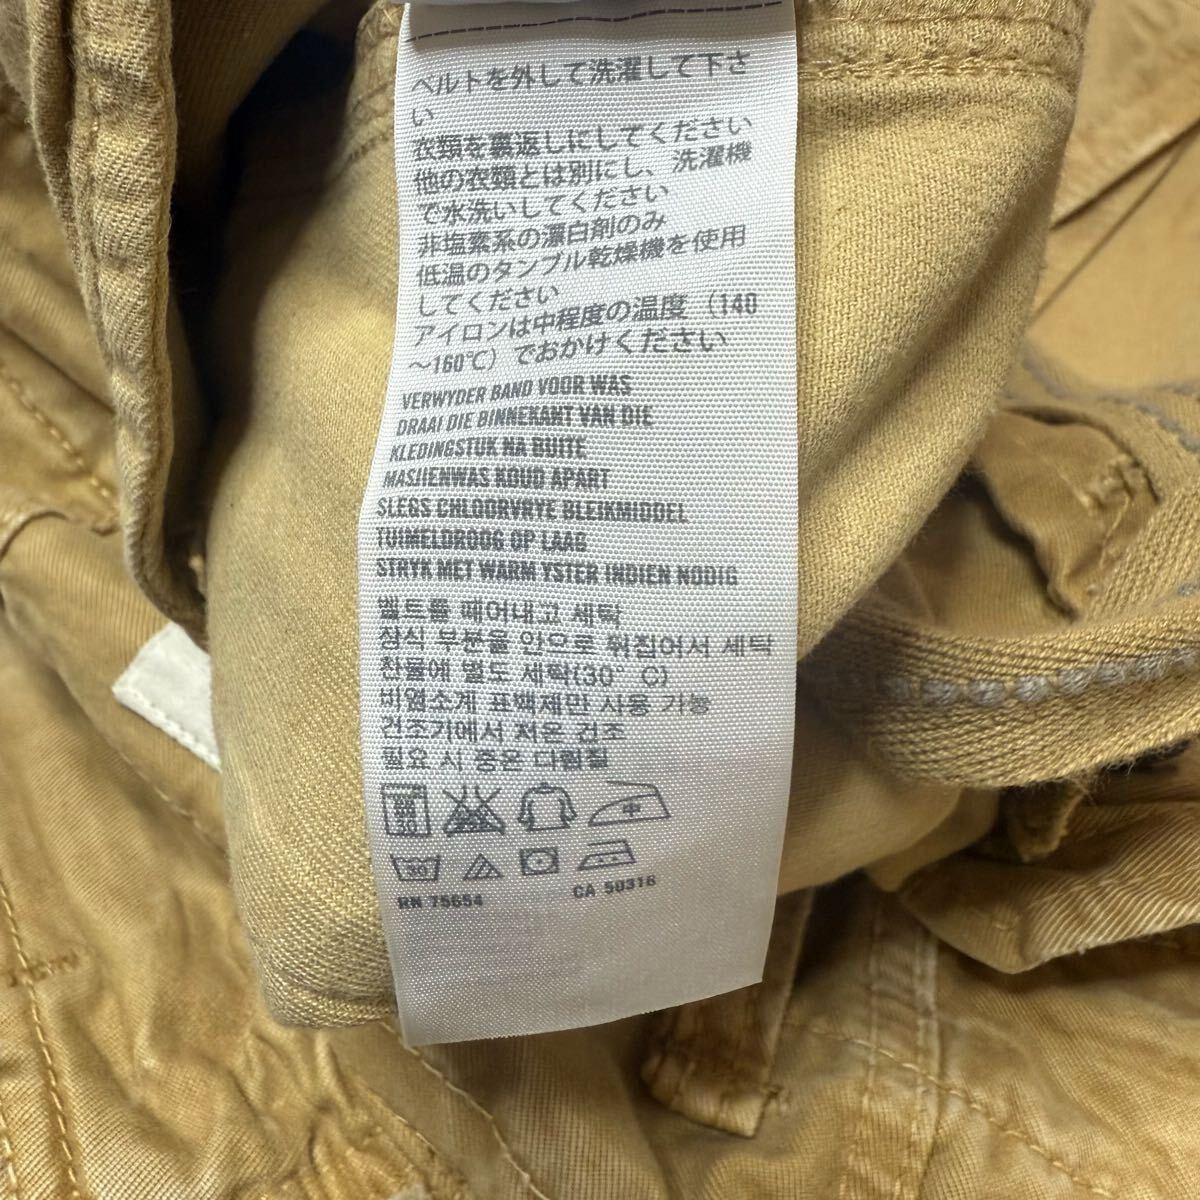 ベルトを外して洗濯して下さ
い
衣類を裏返しにしてください
他の衣類とは別にし、洗濯機
で水洗いしてください
非塩素系の漂白剤のみ
低温のタンブル乾燥機を使用
してください
アイロンは中程度の温度（140
～160℃）でおかけください
VERWYDER BAND VOOR WAS
DRAAI DIE BINNEKANT VAN DIE
KLEDINGSTUK NA BUITE
MASJIENWAS KOUD APART
SLEGS CHLOORVRYE BLEIKMIDDEL
TUIMELDROOG OP LAAG
STRYK MET WARM YSTER INDIEN NODIG
벨트를 떼어내고 세탁
장식 부분을 안으로 뒤집어서 세탁
찬물에 별도 세탁(30° C)
비염소계 표백제만 사용 가능
건조기에서 저온 건조
필요 시 중온 다림질
中
30
RN 75654 CA 50316